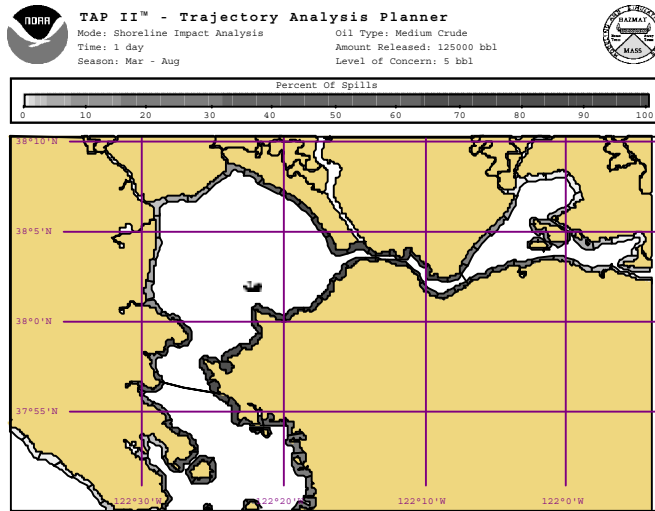 NOAA
TAP II™ - Trajectory Analysis Planner
Mode: Shoreline Impact Analysis
Oil Type: Medium Crude
Time: 1 day
Amount Released: 125000 bbl
Season: Mar - Aug
Level of Concern: 5 bbl
HAZMAT
MASS
Percent Of Spills
0 10 20 30 40 50 60 70 80 90 100
38°10'N
38°5'N
38°0'N
37°55'N
122°30'W 122°20'W 122°10'W 122°0'W